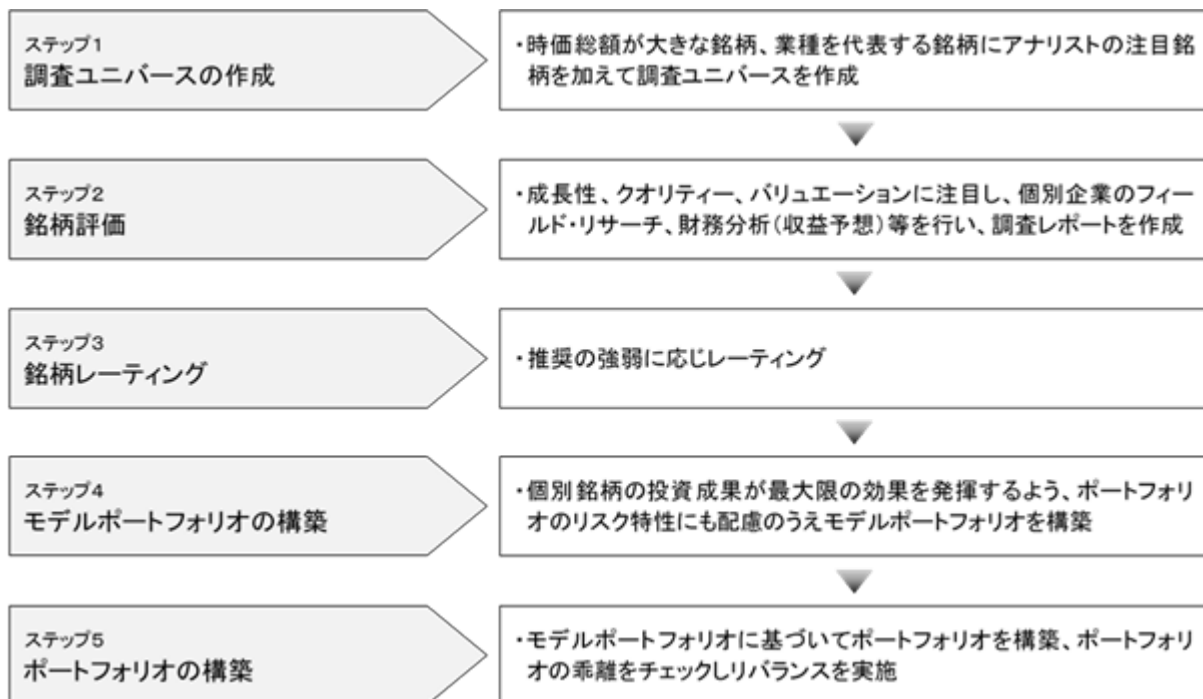 ステップ1
調査ユニバースの作成
・時価総額が大きな銘柄、業種を代表する銘柄にアナリストの注目銘
柄を加えて調査ユニバースを作成
ステップ2
銘柄評価
・成長性、クオリティー、バリュエーションに注目し、個別企業のフィー
ルド・リサーチ、財務分析(収益予想)等を行い、調査レポートを作成
ステップ3
銘柄レーティング
・推奨の強弱に応じレーティング
ステップ4
モデルポートフォリオの構築
・個別銘柄の投資成果が最大限の効果を発揮するよう、ポートフォリ
オのリスク特性にも配慮のうえモデルポートフォリオを構築
ステップ5
ポートフォリオの構築
・モデルポートフォリオに基づいてポートフォリオを構築、ポートフォリ
オの乖離をチェックしリバランスを実施